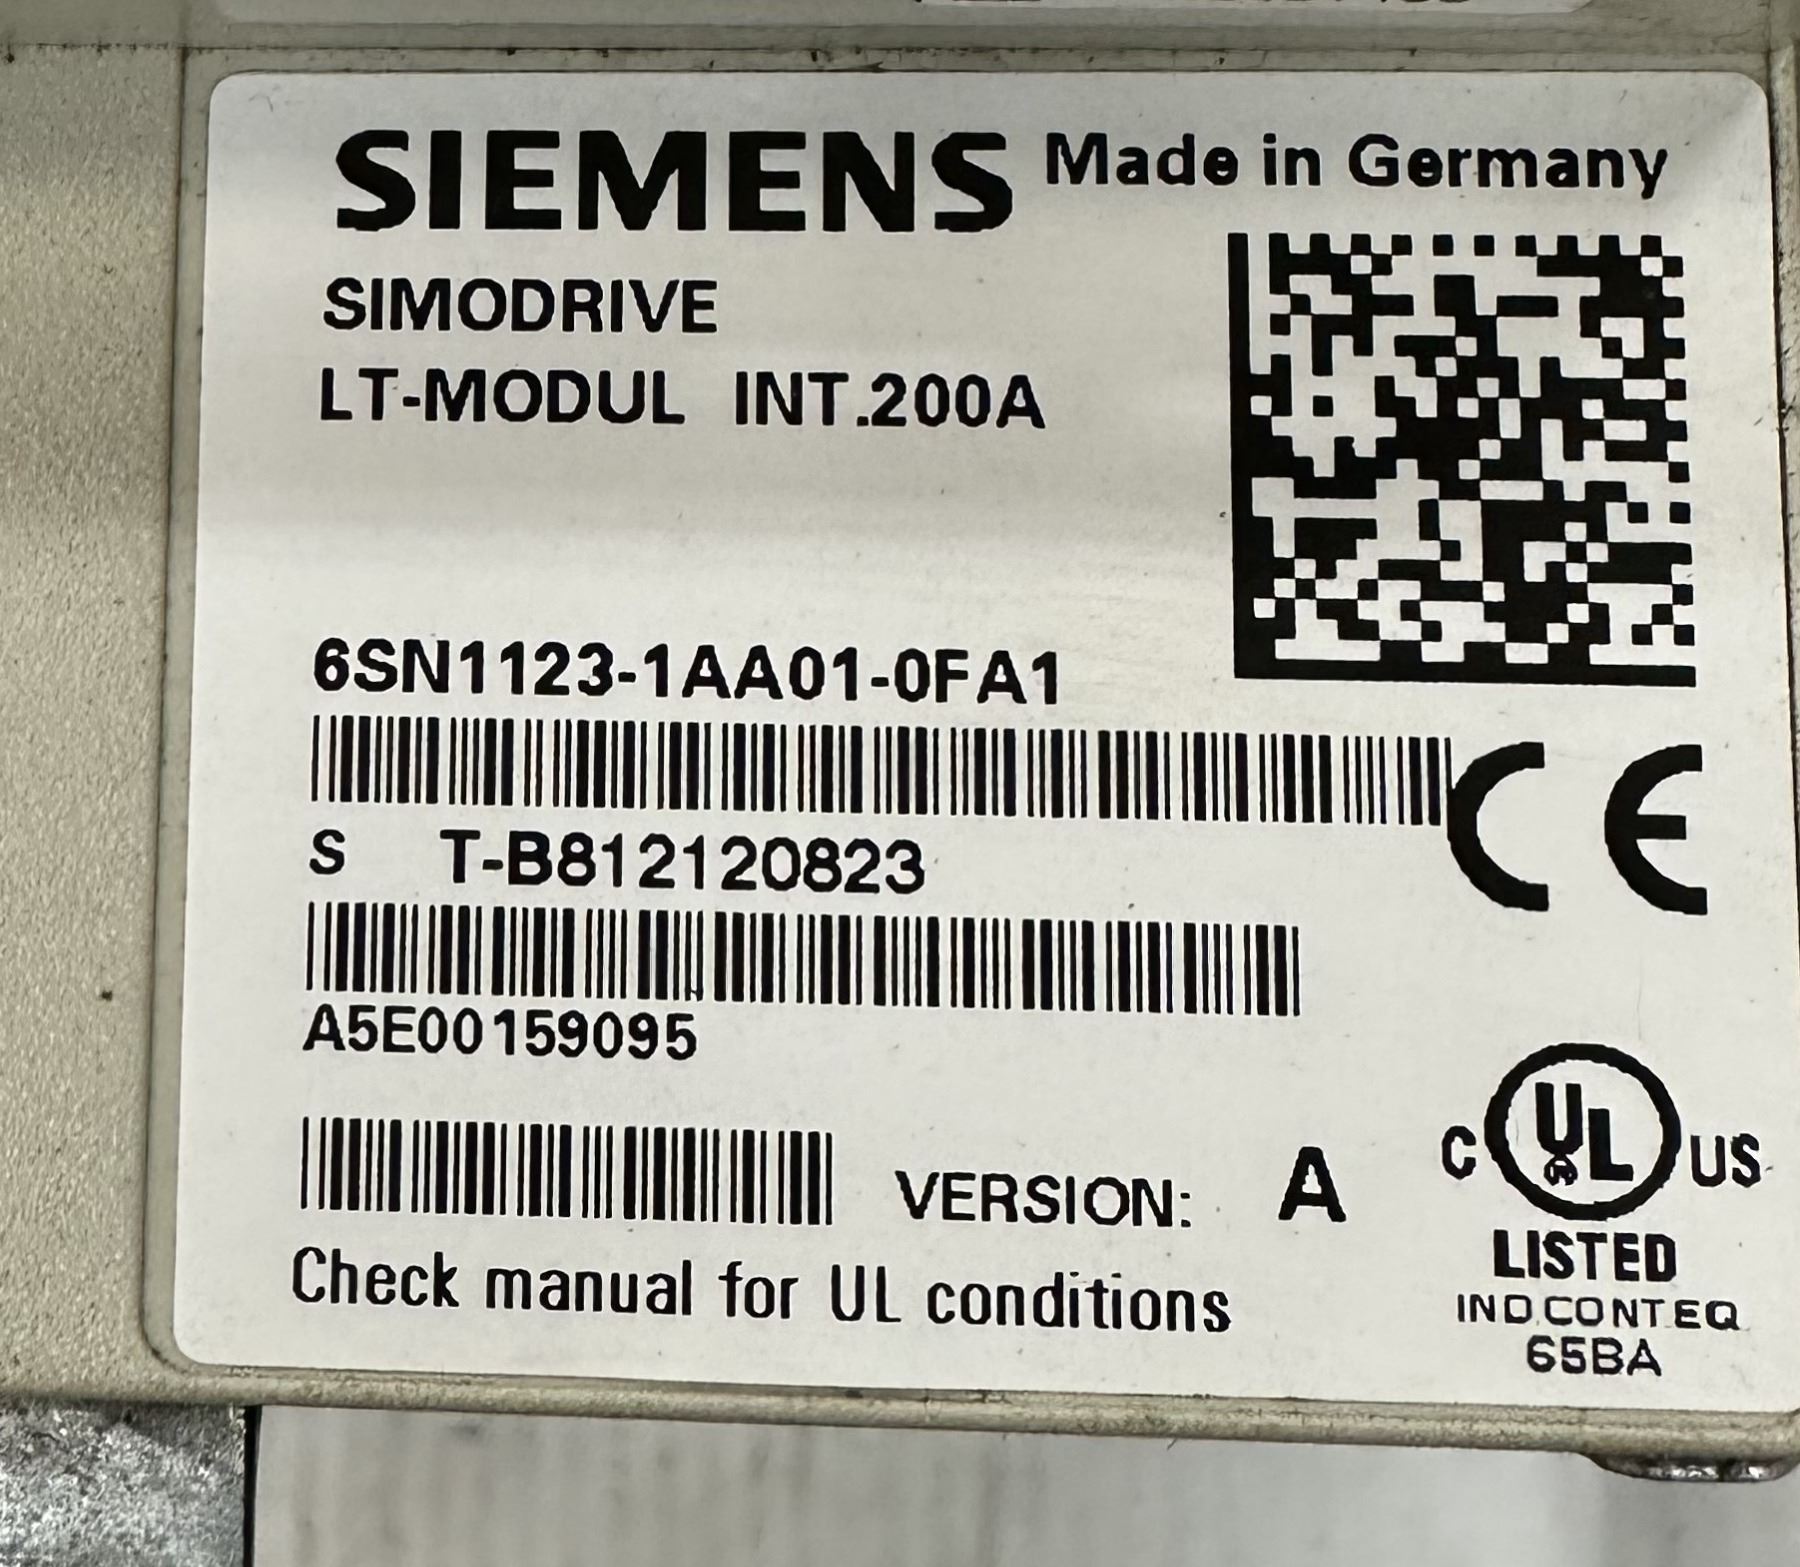 SIEMENS Made in Germany
SIMODRIVE
LT-MODUL INT.200A
6SN1123-1AA01-0FA1
S T-B812120823
A5E00159095
VERSION: A
Check manual for UL conditions
CE
C UL US
LISTED
IND.CONT.EQ
65BA